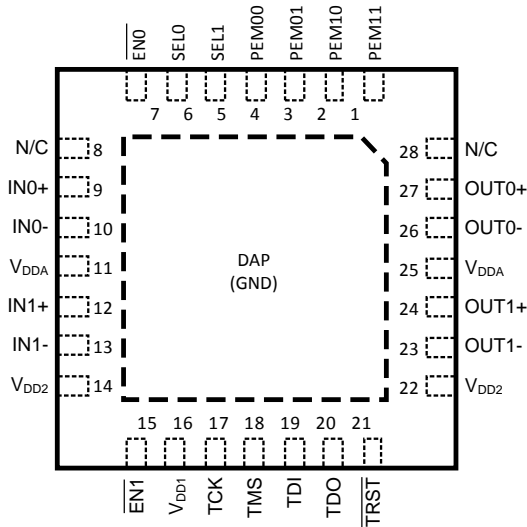 EN0 SEL0 SEL1 PEM00 PEM01 PEM10 PEM11
7 6 5 4 3 2 1
N/C 8
IN0+ 9
IN0- 10
VDDA 11
IN1+ 12
IN1- 13
VDD2 14
DAP
(GND)
28 N/C
27 OUT0+
26 OUT0-
25 VDDA
24 OUT1+
23 OUT1-
22 VDD2
15 16 17 18 19 20 21
EN1 VDD1 TCK TMS TDI TDO TRST